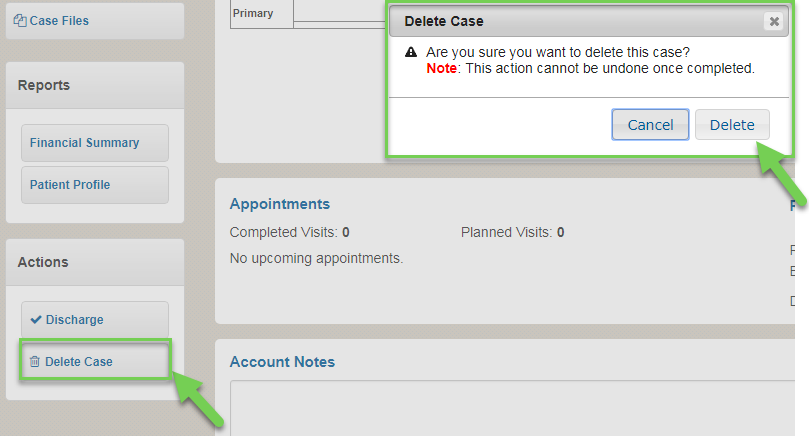 Case Files
Reports
Financial Summary
Patient Profile
Actions
Discharge
Delete Case
Primary
Delete Case
Are you sure you want to delete this case?
Note: This action cannot be undone once completed.
Cancel
Delete
Appointments
Completed Visits: 0 Planned Visits: 0
No upcoming appointments.
Account Notes